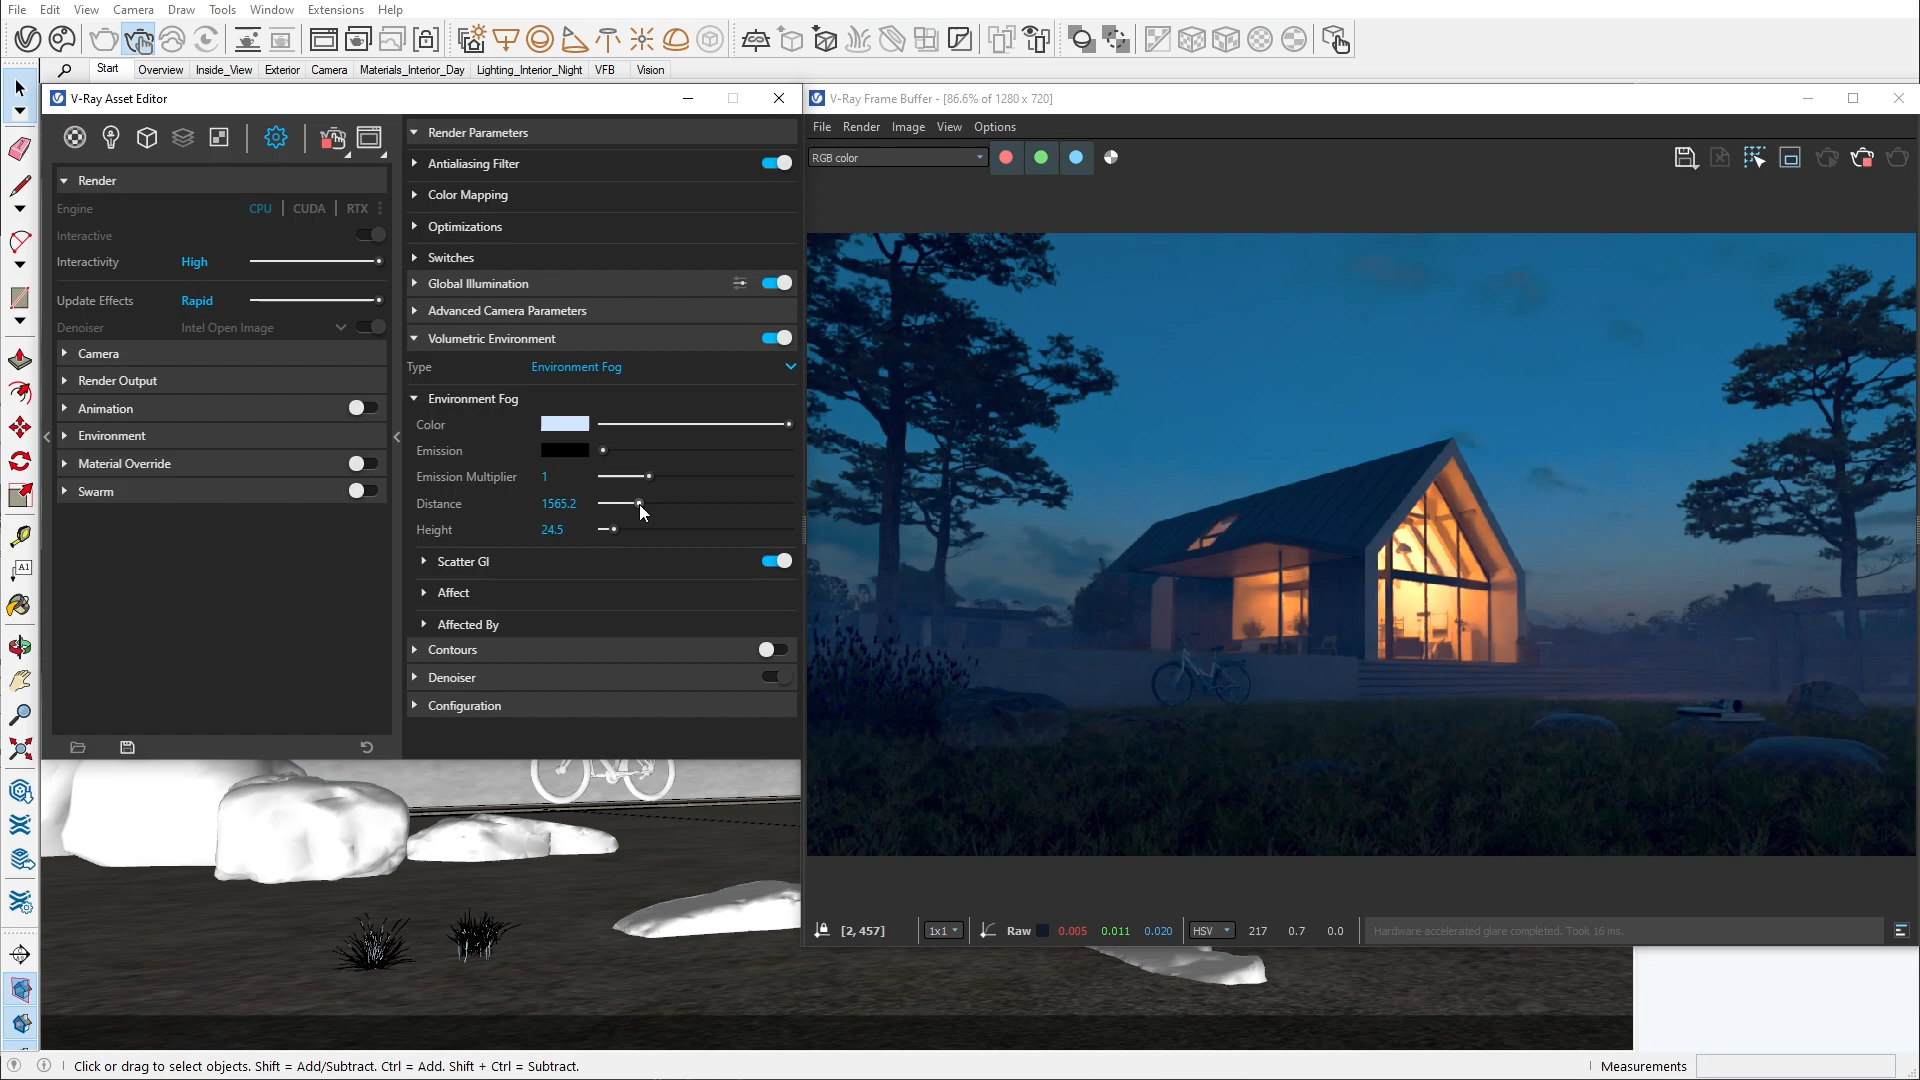 File Edit View Camera Draw Tools Window Extensions Help
Start Overview Inside_View Exterior Camera Materials_Interior_Day Lighting_Interior_Night VFB Vision
V-Ray Asset Editor
Render
Engine CPU CUDA RTX
Interactive
Interactivity High
Update Effects Rapid
Denoiser Intel Open Image
Camera
Render Output
Animation
Environment
Material Override
Swarm
Render Parameters
Antialiasing Filter
Color Mapping
Optimizations
Switches
Global Illumination
Advanced Camera Parameters
Volumetric Environment
Type Environment Fog
Environment Fog
Color
Emission
Emission Multiplier 1
Distance 1565.2
Height 24.5
Scatter GI
Affect
Affected By
Contours
Denoiser
Configuration
V-Ray Frame Buffer - [86.6% of 1280 x 720]
File Render Image View Options
RGB color
[2, 457] 1x1 Raw 0.005 0.011 0.020 HSV 217 0.7 0.0 Hardware accelerated glare completed. Took 16 ms.
A1
Click or drag to select objects. Shift = Add/Subtract. Ctrl = Add. Shift + Ctrl = Subtract.
Measurements